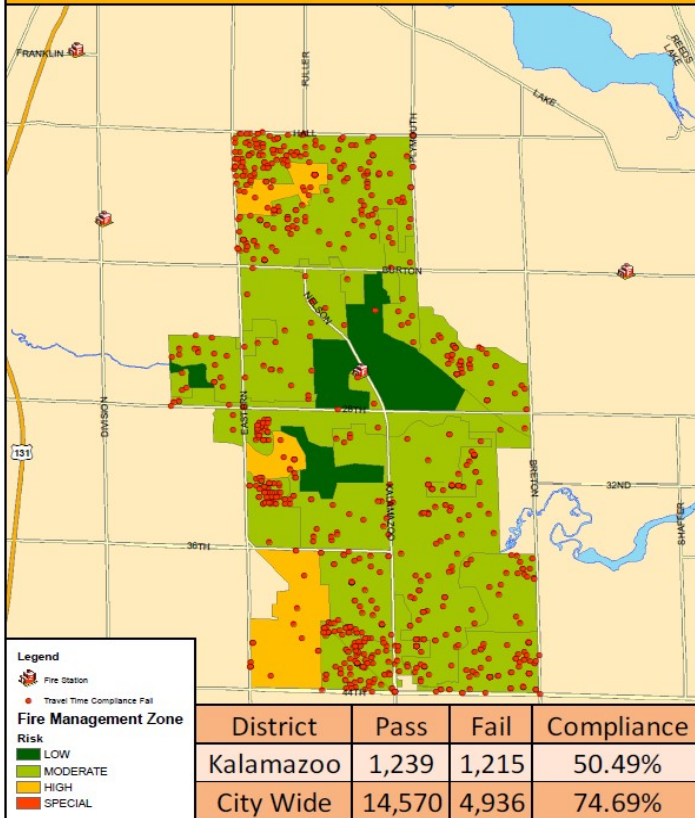 FRANKLIN
FULLER
REEDS
LAKE
LAKE
PLYMOUTH
HALL
BURTON
NELSON
DIVISION
EASTERN
28TH
131
BRETON
32ND
KALAMAZOO
SHAFFER
36TH
44TH
Legend
Fire Station
Travel Time Compliance Fail
Fire Management Zone
Risk
LOW
MODERATE
HIGH
SPECIAL
District Pass Fail Compliance
Kalamazoo 1,239 1,215 50.49%
City Wide 14,570 4,936 74.69%